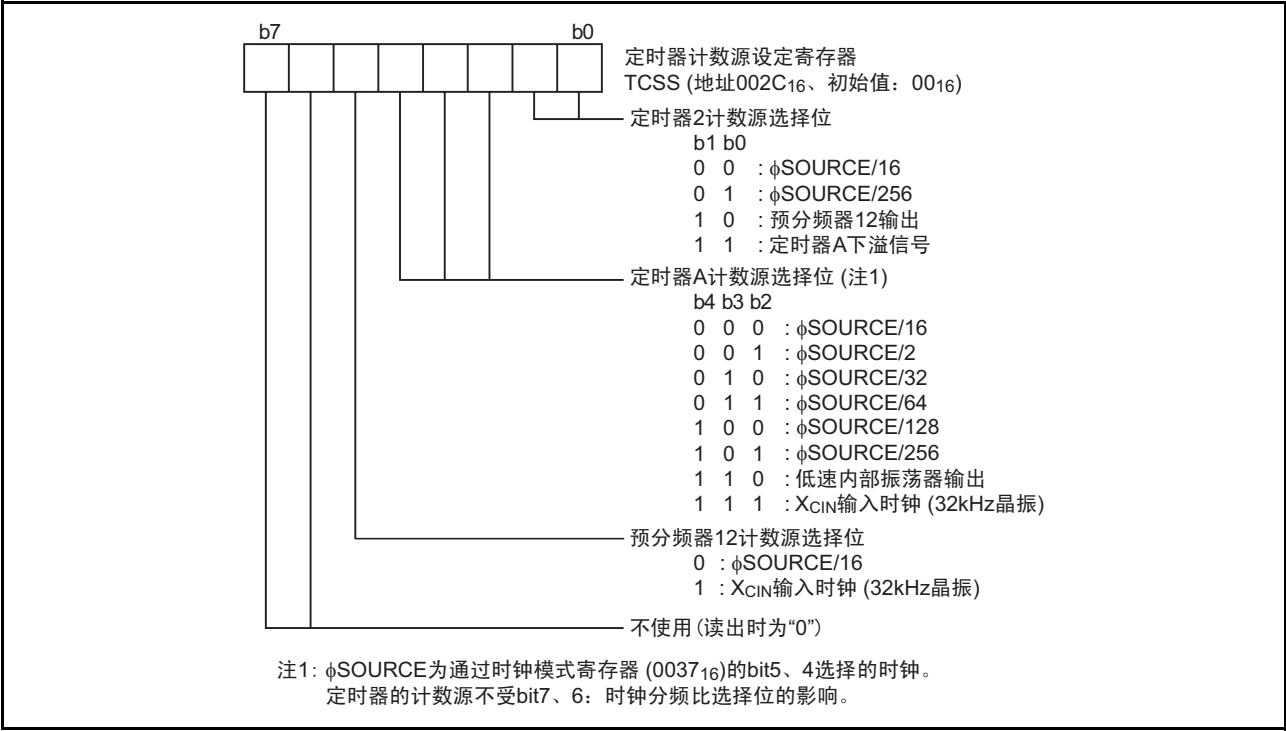 b7 b0
定时器计数源设定寄存器
TCSS (地址002C16、初始值：0016)
定时器2计数源选择位
b1 b0
0 0 : ϕSOURCE/16
0 1 : ϕSOURCE/256
1 0 : 预分频器12输出
1 1 : 定时器A下溢信号
定时器A计数源选择位 (注1)
b4 b3 b2
0 0 0 : ϕSOURCE/16
0 0 1 : ϕSOURCE/2
0 1 0 : ϕSOURCE/32
0 1 1 : ϕSOURCE/64
1 0 0 : ϕSOURCE/128
1 0 1 : ϕSOURCE/256
1 1 0 : 低速内部振荡器输出
1 1 1 : XCIN输入时钟 (32kHz晶振)
预分频器12计数源选择位
0 : ϕSOURCE/16
1 : XCIN输入时钟 (32kHz晶振)
不使用 (读出时为“0”)
注1: ϕSOURCE为通过时钟模式寄存器 (003716)的bit5、4选择的时钟。
定时器的计数源不受bit7、6：时钟分频比选择位的影响。